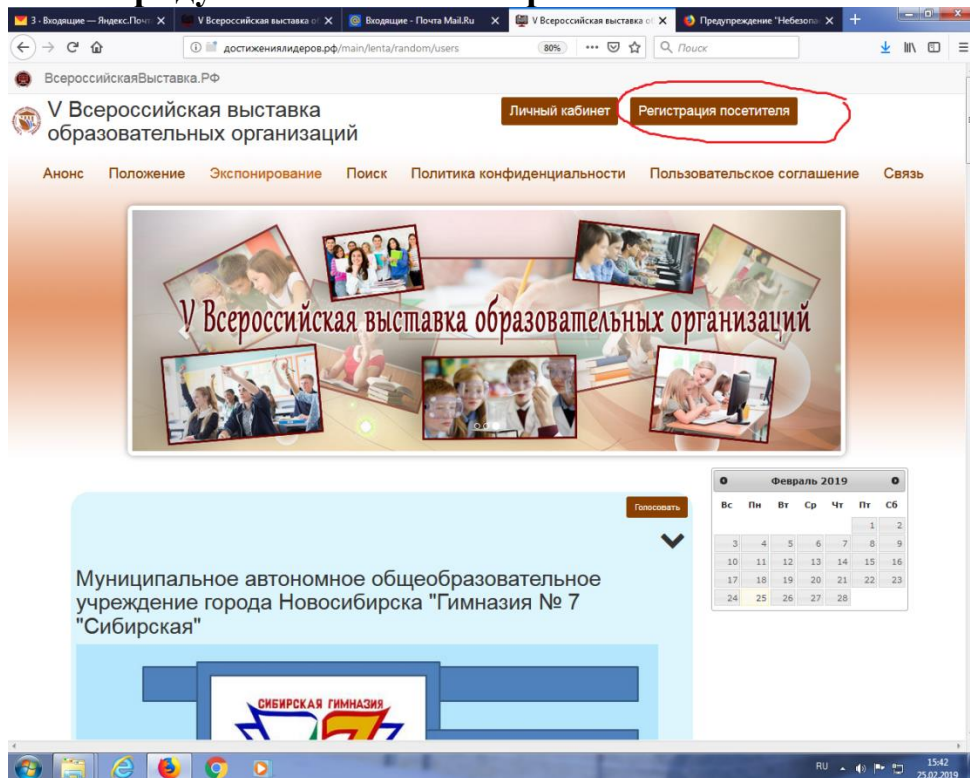 3 - Входящие — Яндекс.Почт
V Всероссийская выставка о
Входящие - Почта Mail.Ru
V Всероссийская выставка о
Предупреждение "Небезопа
достижениялидеров.рф/main/lenta/random/users
80%
Поиск
ВсероссийскаяВыставка.РФ
V Всероссийская выставка
образовательных организаций
Личный кабинет
Регистрация посетителя
Анонс Положение Экспонирование Поиск Политика конфиденциальности Пользовательское соглашение Связь
V Всероссийская выставка образовательных организаций
Голосовать
Февраль 2019
Вс Пн Вт Ср Чт Пт Сб
1 2
3 4 5 6 7 8 9
10 11 12 13 14 15 16
17 18 19 20 21 22 23
24 25 26 27 28
Муниципальное автономное общеобразовательное
учреждение города Новосибирска "Гимназия № 7
"Сибирская"
СИБИРСКАЯ ГИМНАЗИЯ
7
RU
15:42
25.02.2019